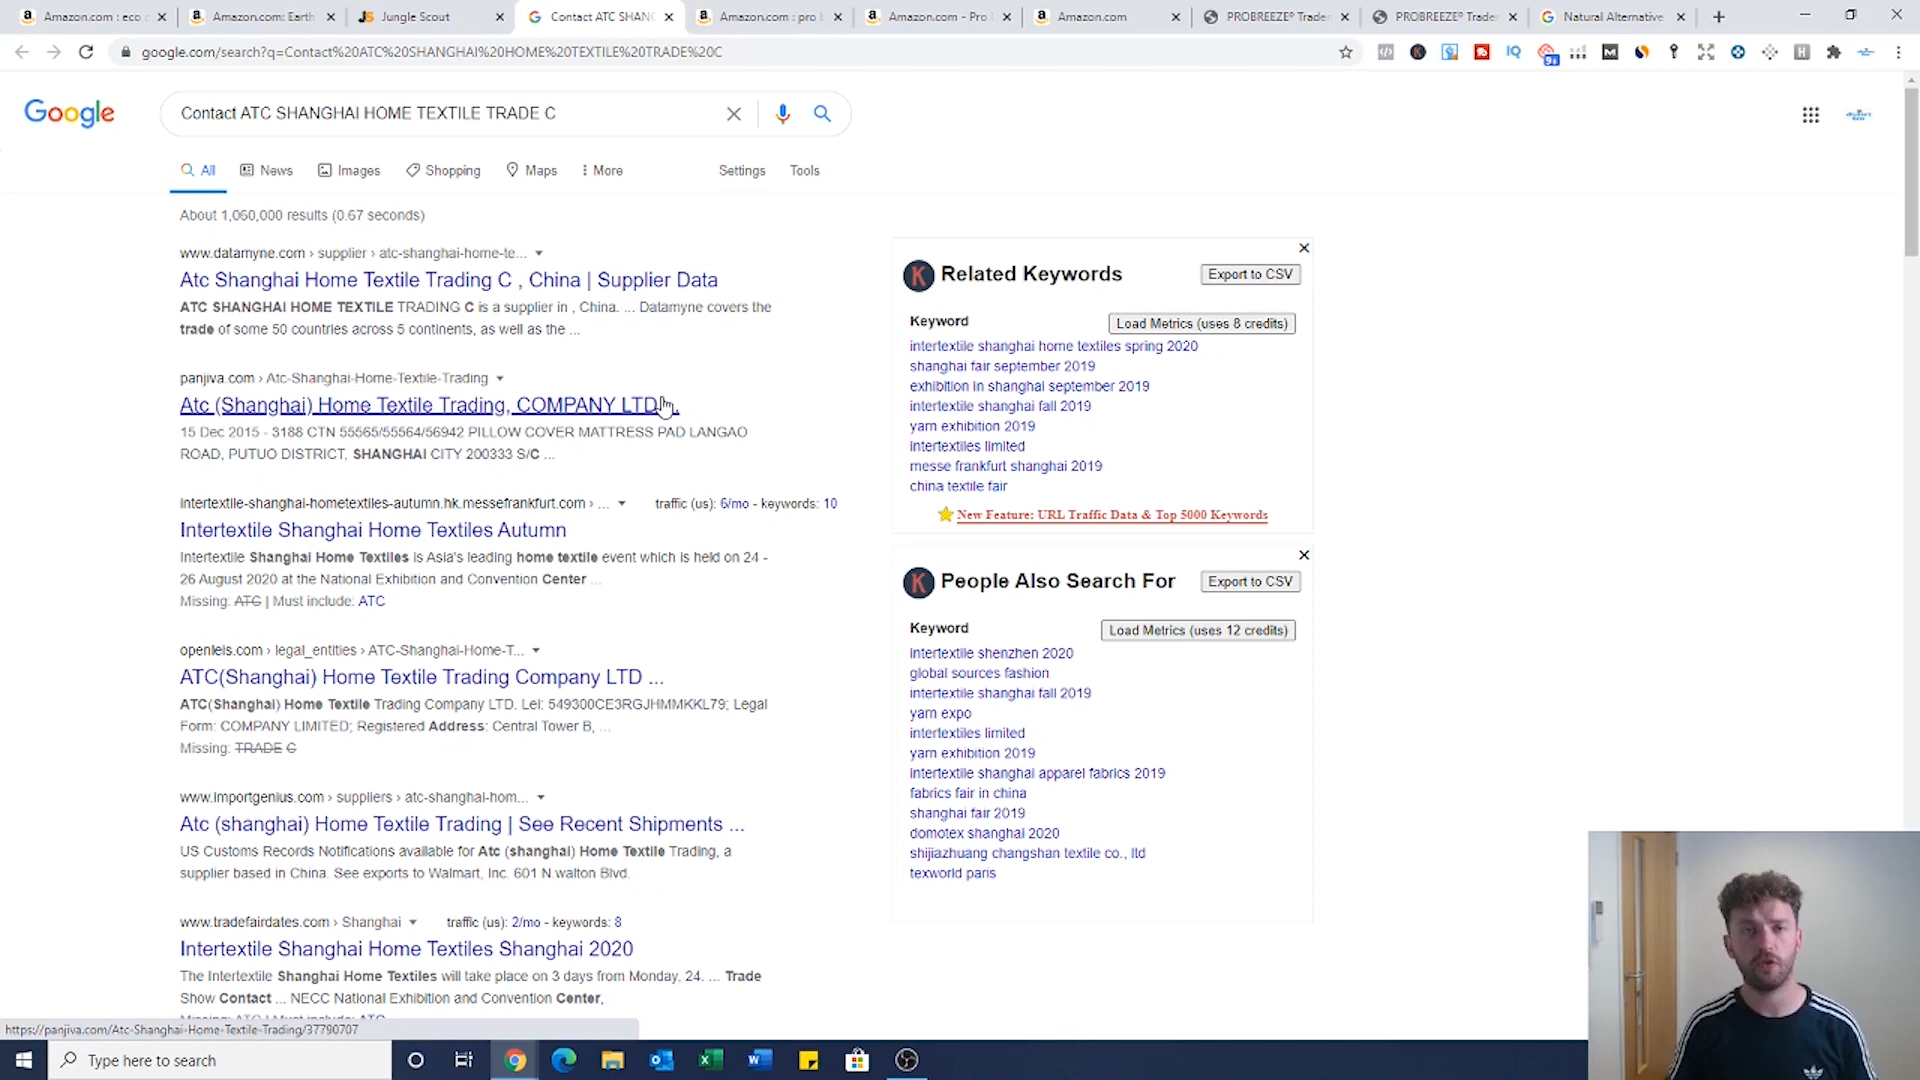 Amazon.com : eco
Amazon.com: Earth
Jungle Scout
Contact ATC SHANG
Amazon.com : pro
Amazon.com - Pro
Amazon.com
PROBREEZE® Trade
PROBREEZE® Trade
Natural Alternative
google.com/search?q=Contact%20ATC%20SHANGHAI%20HOME%20TEXTILE%20TRADE%20C
Google
Contact ATC SHANGHAI HOME TEXTILE TRADE C
All
News
Images
Shopping
Maps
More
Settings
Tools
About 1,060,000 results (0.67 seconds)
www.datamyne.com › supplier › atc-shanghai-home-te...
Atc Shanghai Home Textile Trading C , China | Supplier Data
ATC SHANGHAI HOME TEXTILE TRADING C is a supplier in , China. ... Datamyne covers the
trade of some 50 countries across 5 continents, as well as the ...
panjiva.com › Atc-Shanghai-Home-Textile-Trading
Atc (Shanghai) Home Textile Trading, COMPANY LTD ...
15 Dec 2015 - 3188 CTN 55565/55564/56942 PILLOW COVER MATTRESS PAD LANGAO
ROAD, PUTUO DISTRICT, SHANGHAI CITY 200333 S/C ...
intertextile-shanghai-hometextiles-autumn.hk.messefrankfurt.com › ...
traffic (us): 6/mo - keywords: 10
Intertextile Shanghai Home Textiles Autumn
Intertextile Shanghai Home Textiles is Asia's leading home textile event which is held on 24 -
26 August 2020 at the National Exhibition and Convention Center ...
Missing: ATC | Must include: ATC
openleis.com › legal_entities › ATC-Shanghai-Home-T...
ATC(Shanghai) Home Textile Trading Company LTD ...
ATC(Shanghai) Home Textile Trading Company LTD. Lei: 549300CE3RGJHMMKKL79; Legal
Form: COMPANY LIMITED; Registered Address: Central Tower B, ...
Missing: TRADE C
www.importgenius.com › suppliers › atc-shanghai-hom...
Atc (shanghai) Home Textile Trading | See Recent Shipments ...
US Customs Records Notifications available for Atc (shanghai) Home Textile Trading, a
supplier based in China. See exports to Walmart, Inc. 601 N.walton Blvd.
www.tradefairdates.com › Shanghai
traffic (us): 2/mo - keywords: 8
Intertextile Shanghai Home Textiles Shanghai 2020
The Intertextile Shanghai Home Textiles will take place on 3 days from Monday, 24. ... Trade
Show Contact ... NECC National Exhibition and Convention Center,
Missing: ATC | Must include: ATC
Related Keywords
Export to CSV
Keyword
Load Metrics (uses 8 credits)
intertextile shanghai home textiles spring 2020
shanghai fair september 2019
exhibition in shanghai september 2019
intertextile shanghai fall 2019
yarn exhibition 2019
intertextiles limited
messe frankfurt shanghai 2019
china textile fair
New Feature: URL Traffic Data & Top 5000 Keywords
People Also Search For
Export to CSV
Keyword
Load Metrics (uses 12 credits)
intertextile shenzhen 2020
global sources fashion
intertextile shanghai fall 2019
yarn expo
intertextiles limited
yarn exhibition 2019
intertextile shanghai apparel fabrics 2019
fabrics fair in china
shanghai fair 2019
domotex shanghai 2020
shijiazhuang changshan textile co., ltd
texworld paris
https://panjiva.com/Atc-Shanghai-Home-Textile-Trading/37790707
Type here to search